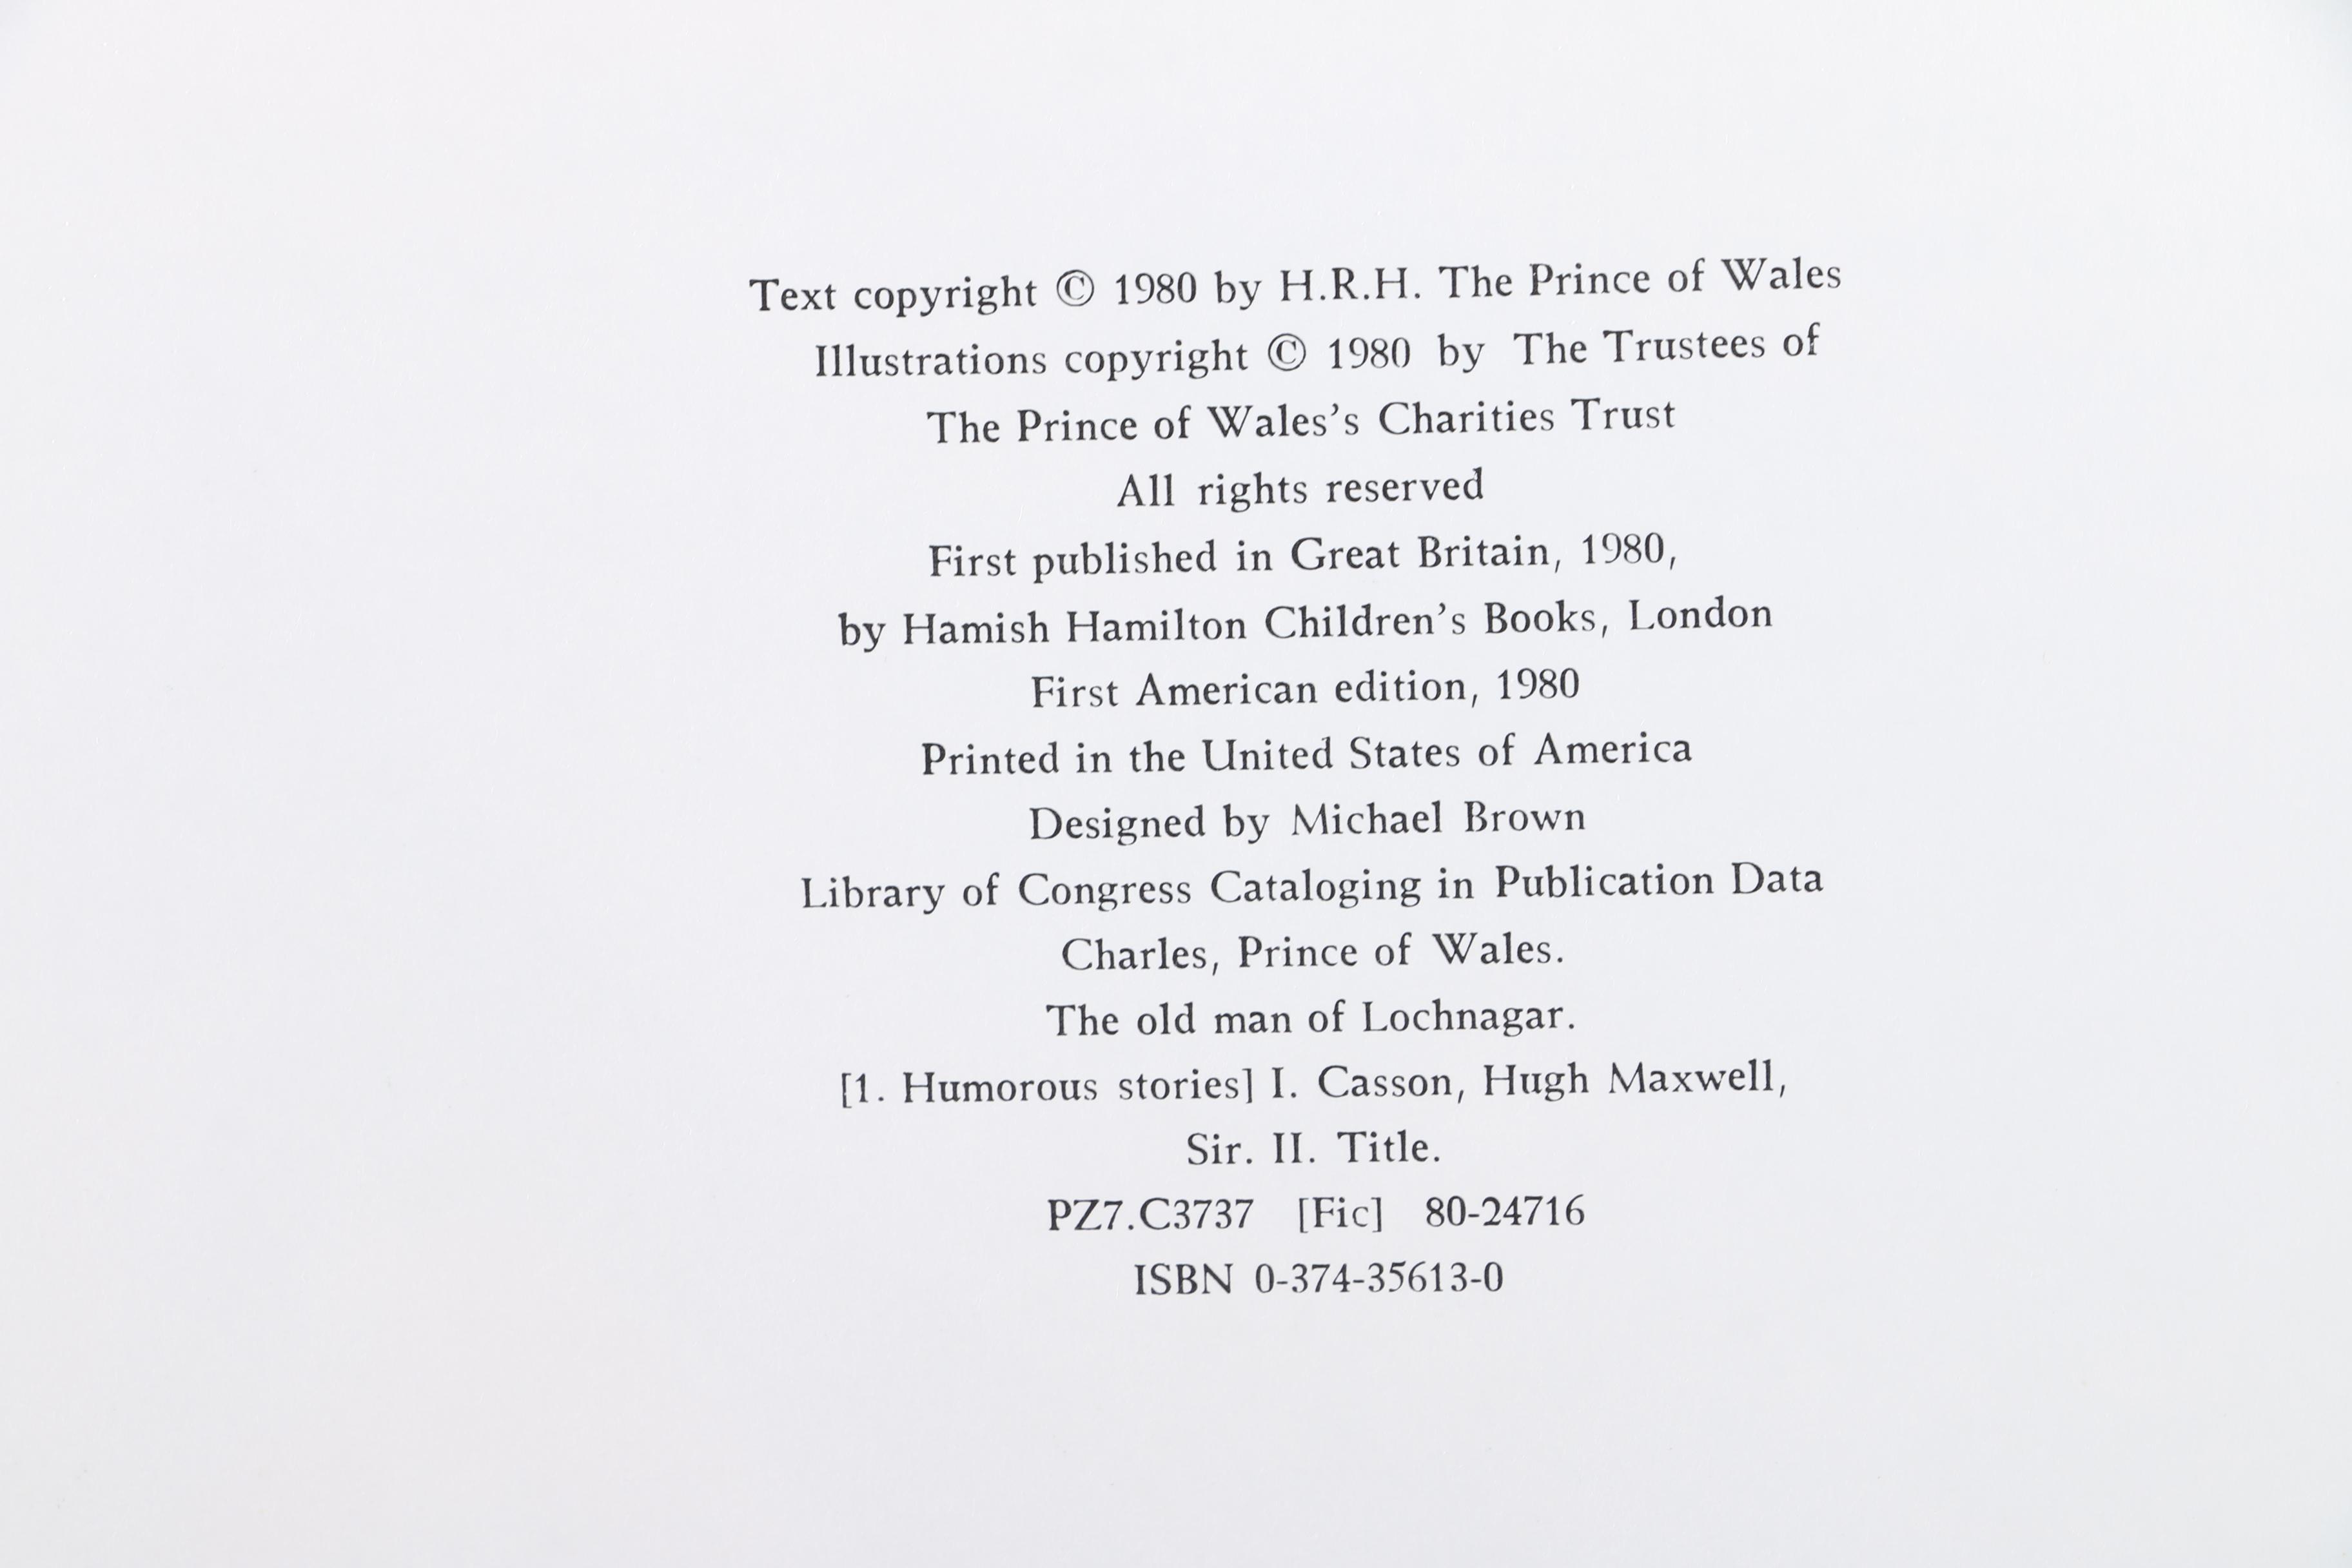 Text copyright © 1980 by H.R.H. The Prince of Wales
Illustrations copyright © 1980 by The Trustees of
The Prince of Wales’s Charities Trust
All rights reserved
First published in Great Britain, 1980,
by Hamish Hamilton Children’s Books, London
First American edition, 1980
Printed in the United States of America
Designed by Michael Brown
Library of Congress Cataloging in Publication Data
Charles, Prince of Wales.
The old man of Lochnagar.
[1. Humorous stories] I. Casson, Hugh Maxwell,
Sir. II. Title.
PZ7.C3737 [Fic] 80-24716
ISBN 0-374-35613-0